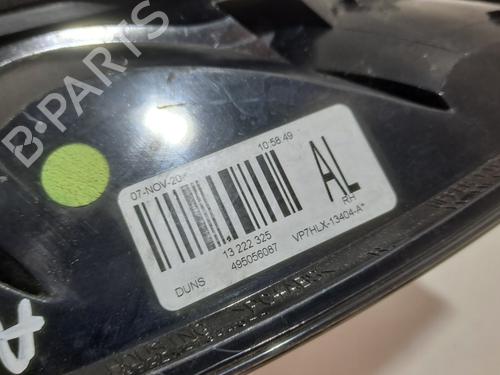 B-PARTS
07-NOV-20
10:58:49
AL
RH
13 222 325
DUNS 495056087 VP7HLX-13404-A*